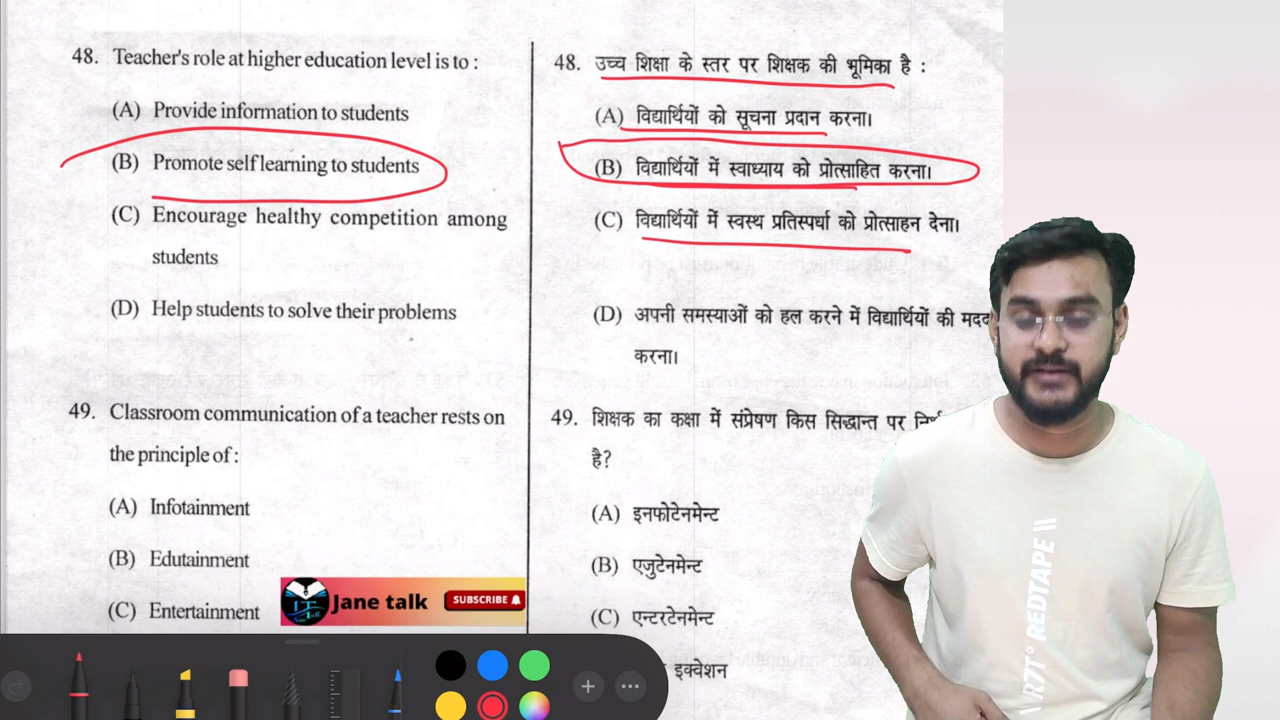 48. Teacher's role at higher education level is to :
(A) Provide information to students
(B) Promote self learning to students
(C) Encourage healthy competition among
students
(D) Help students to solve their problems
49. Classroom communication of a teacher rests on
the principle of :
(A) Infotainment
(B) Edutainment
(C) Entertainment
48. उच्च शिक्षा के स्तर पर शिक्षक की भूमिका है :
(A) विद्यार्थियों को सूचना प्रदान करना।
(B) विद्यार्थियों में स्वाध्याय को प्रोत्साहित करना।
(C) विद्यार्थियों में स्वस्थ प्रतिस्पर्धा को प्रोत्साहन देना।
(D) अपनी समस्याओं को हल करने में विद्यार्थियों की मदद
करना।
49. शिक्षक का कक्षा में संप्रेषण किस सिद्धान्त पर
है?
(A) इनफोटेनमेन्ट
(B) एजुटेनमेन्ट
(C) एन्टरटेनमेन्ट
इक्वेशन
Jane talk
SUBSCRIBE
REDTAPE